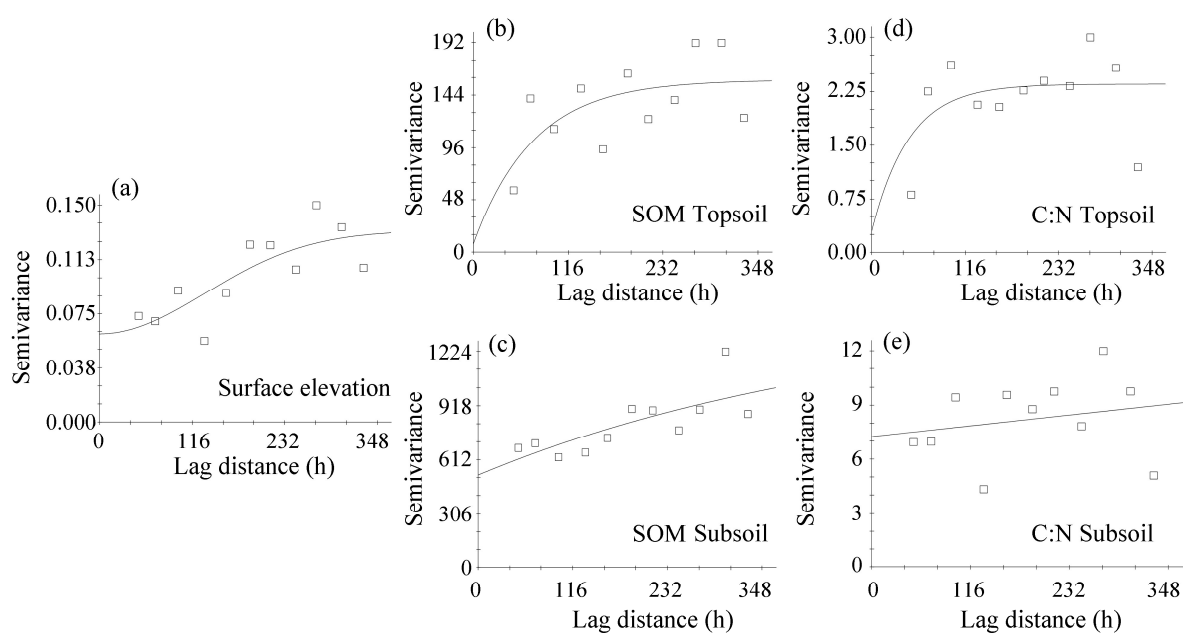 (a)
Semivariance
0.150
0.113
0.075
0.038
0.000
Surface elevation
0 116 232 348
Lag distance (h)
(b)
Semivariance
192
144
96
48
0
SOM Topsoil
0 116 232 348
Lag distance (h)
(c)
Semivariance
1224
918
612
306
0
SOM Subsoil
0 116 232 348
Lag distance (h)
(d)
Semivariance
3.00
2.25
1.50
0.75
0.00
C:N Topsoil
0 116 232 348
Lag distance (h)
(e)
Semivariance
12
9
6
3
0
C:N Subsoil
0 116 232 348
Lag distance (h)